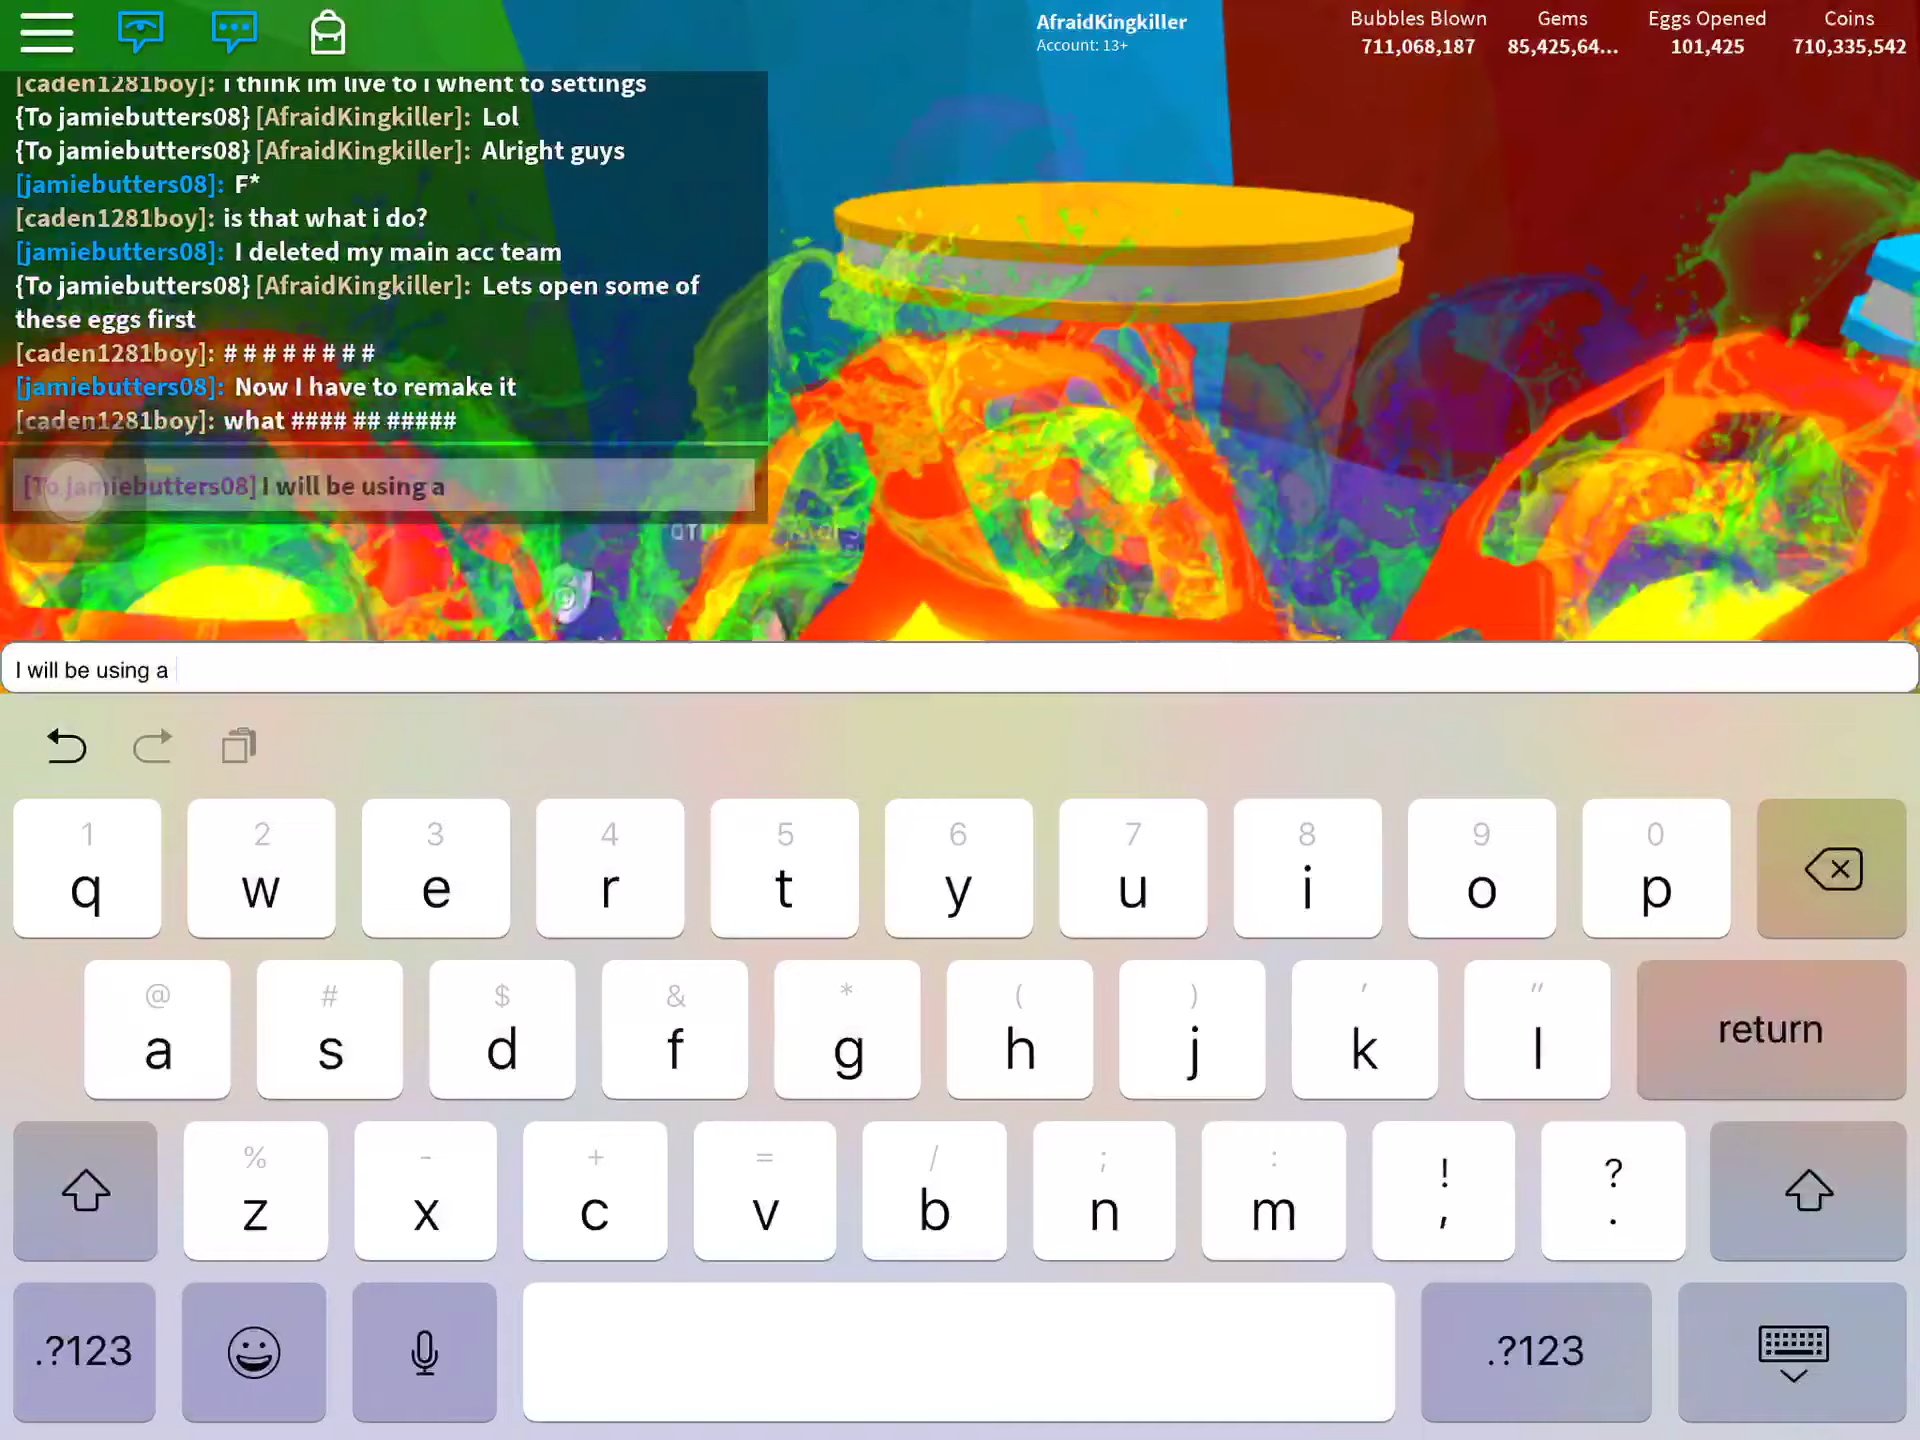 AfraidKingkiller
Account: 13+
Bubbles Blown
711,068,187
Gems
85,425,64...
Eggs Opened
101,425
Coins
710,335,542
[caden1281boy]: i think im live to i whent to settings
{To jamiebutters08} [AfraidKingkiller]: Lol
{To jamiebutters08} [AfraidKingkiller]: Alright guys
[jamiebutters08]: F*
[caden1281boy]: is that what i do?
[jamiebutters08]: I deleted my main acc team
{To jamiebutters08} [AfraidKingkiller]: Lets open some of
these eggs first
[caden1281boy]: # # # # # # # #
[jamiebutters08]: Now I have to remake it
[caden1281boy]: what #### ## #####
[To jamiebutters08] I will be using a
I will be using a
1 2 3 4 5 6 7 8 9 0
q w e r t y u i o p
@ # $ & * ( ) ' "
a s d f g h j k l return
% - + = / ; : ! ?
z x c v b n m , .
.?123 .?123